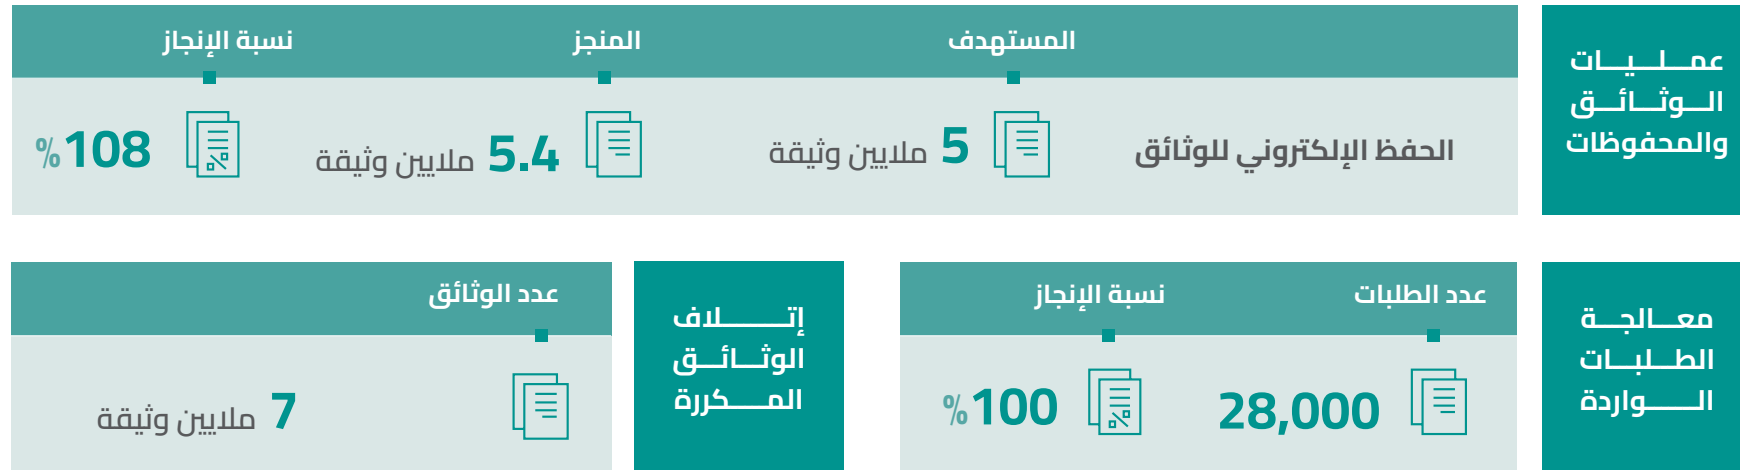 عمليات
الوثائق
والمحفوظات
المستهدف
المنجز
نسبة الإنجاز
الحفظ الإلكتروني للوثائق
5 ملايين وثيقة
5.4 ملايين وثيقة
108%
معالجة
الطلبات
الواردة
عدد الطلبات
نسبة الإنجاز
28,000
100%
إتلاف
الوثائق
المكررة
عدد الوثائق
7 ملايين وثيقة